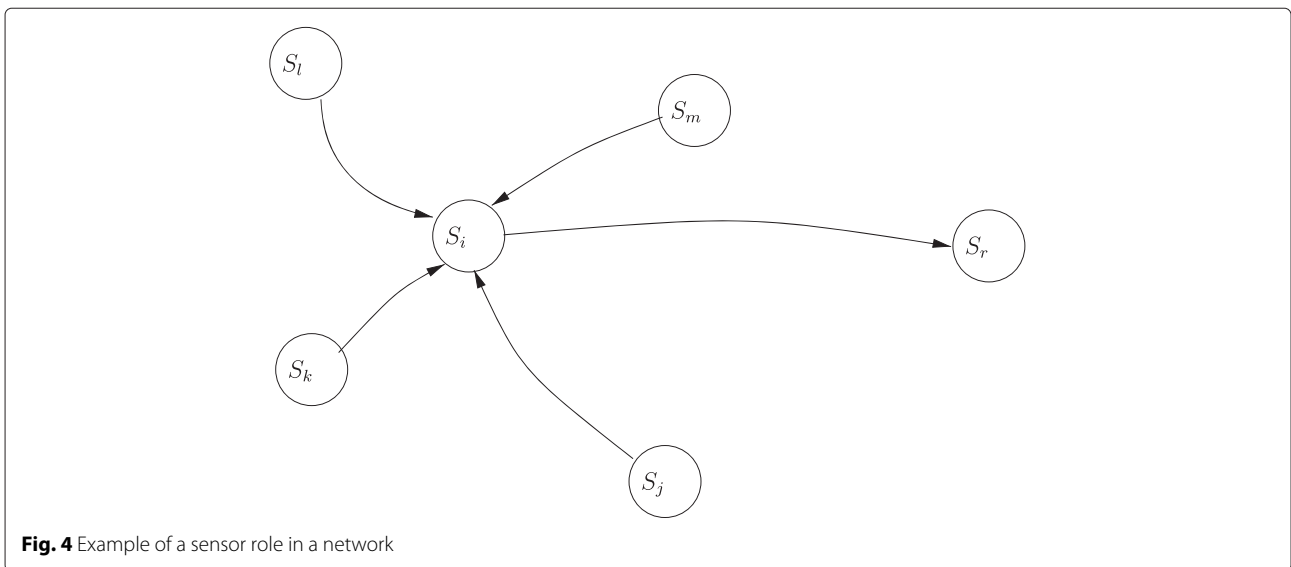 S_l
S_m
S_i
S_r
S_k
S_j
Fig. 4 Example of a sensor role in a network